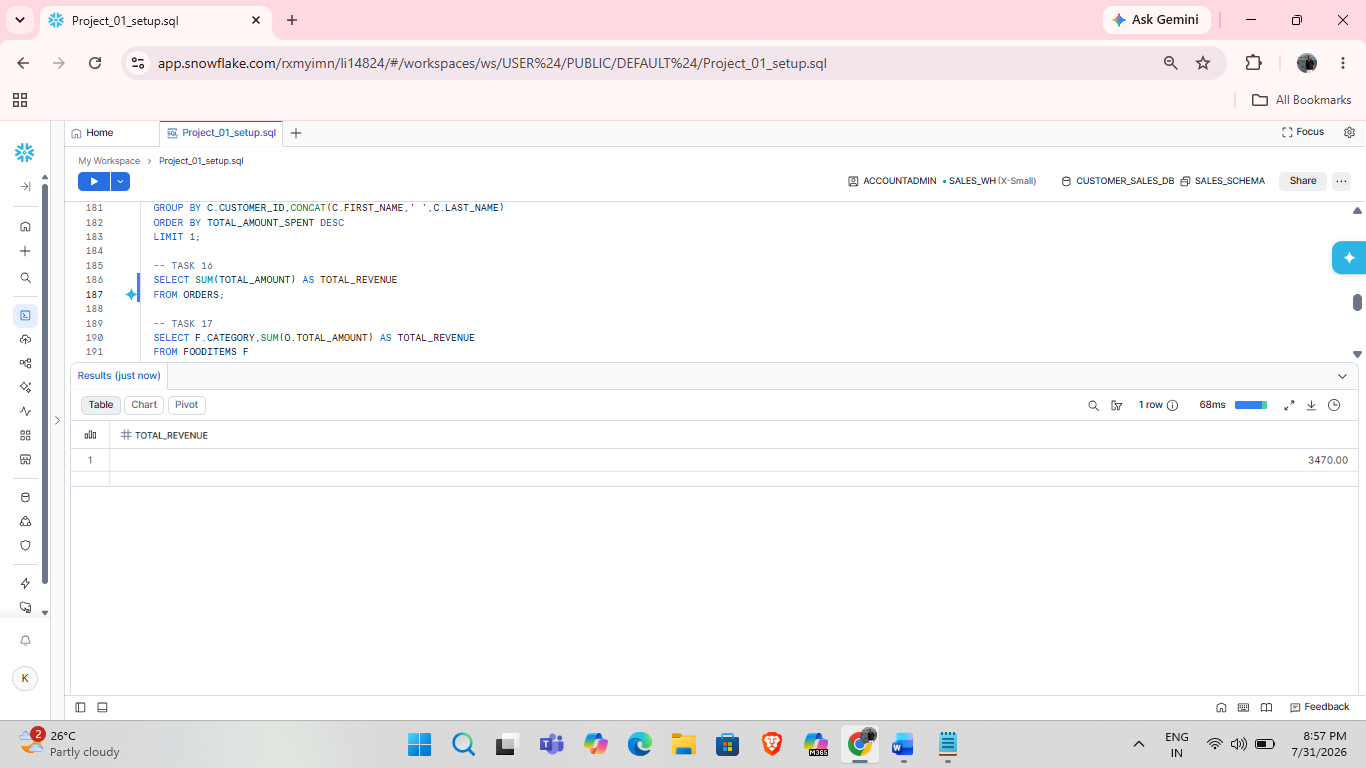 Project_01_setup.sql
Ask Gemini
app.snowflake.com/rxmyimn/li14824/#/workspaces/ws/USER%24/PUBLIC/DEFAULT%24/Project_01_setup.sql
All Bookmarks
Home
Project_01_setup.sql
Focus
My Workspace > Project_01_setup.sql
ACCOUNTADMIN • SALES_WH (X-Small)
CUSTOMER_SALES_DB
SALES_SCHEMA
Share
181 GROUP BY C.CUSTOMER_ID,CONCAT(C.FIRST_NAME,' ',C.LAST_NAME)
182 ORDER BY TOTAL_AMOUNT_SPENT DESC
183 LIMIT 1;
184
185 -- TASK 16
186 SELECT SUM(TOTAL_AMOUNT) AS TOTAL_REVENUE
187 FROM ORDERS;
188
189 -- TASK 17
190 SELECT F.CATEGORY,SUM(O.TOTAL_AMOUNT) AS TOTAL_REVENUE
191 FROM FOODITEMS F
Results (just now)
Table
Chart
Pivot
1 row
68ms
TOTAL_REVENUE
1 3470.00
K
Feedback
2
26°C
Partly cloudy
M365
ENG
IN
8:57 PM
7/31/2026